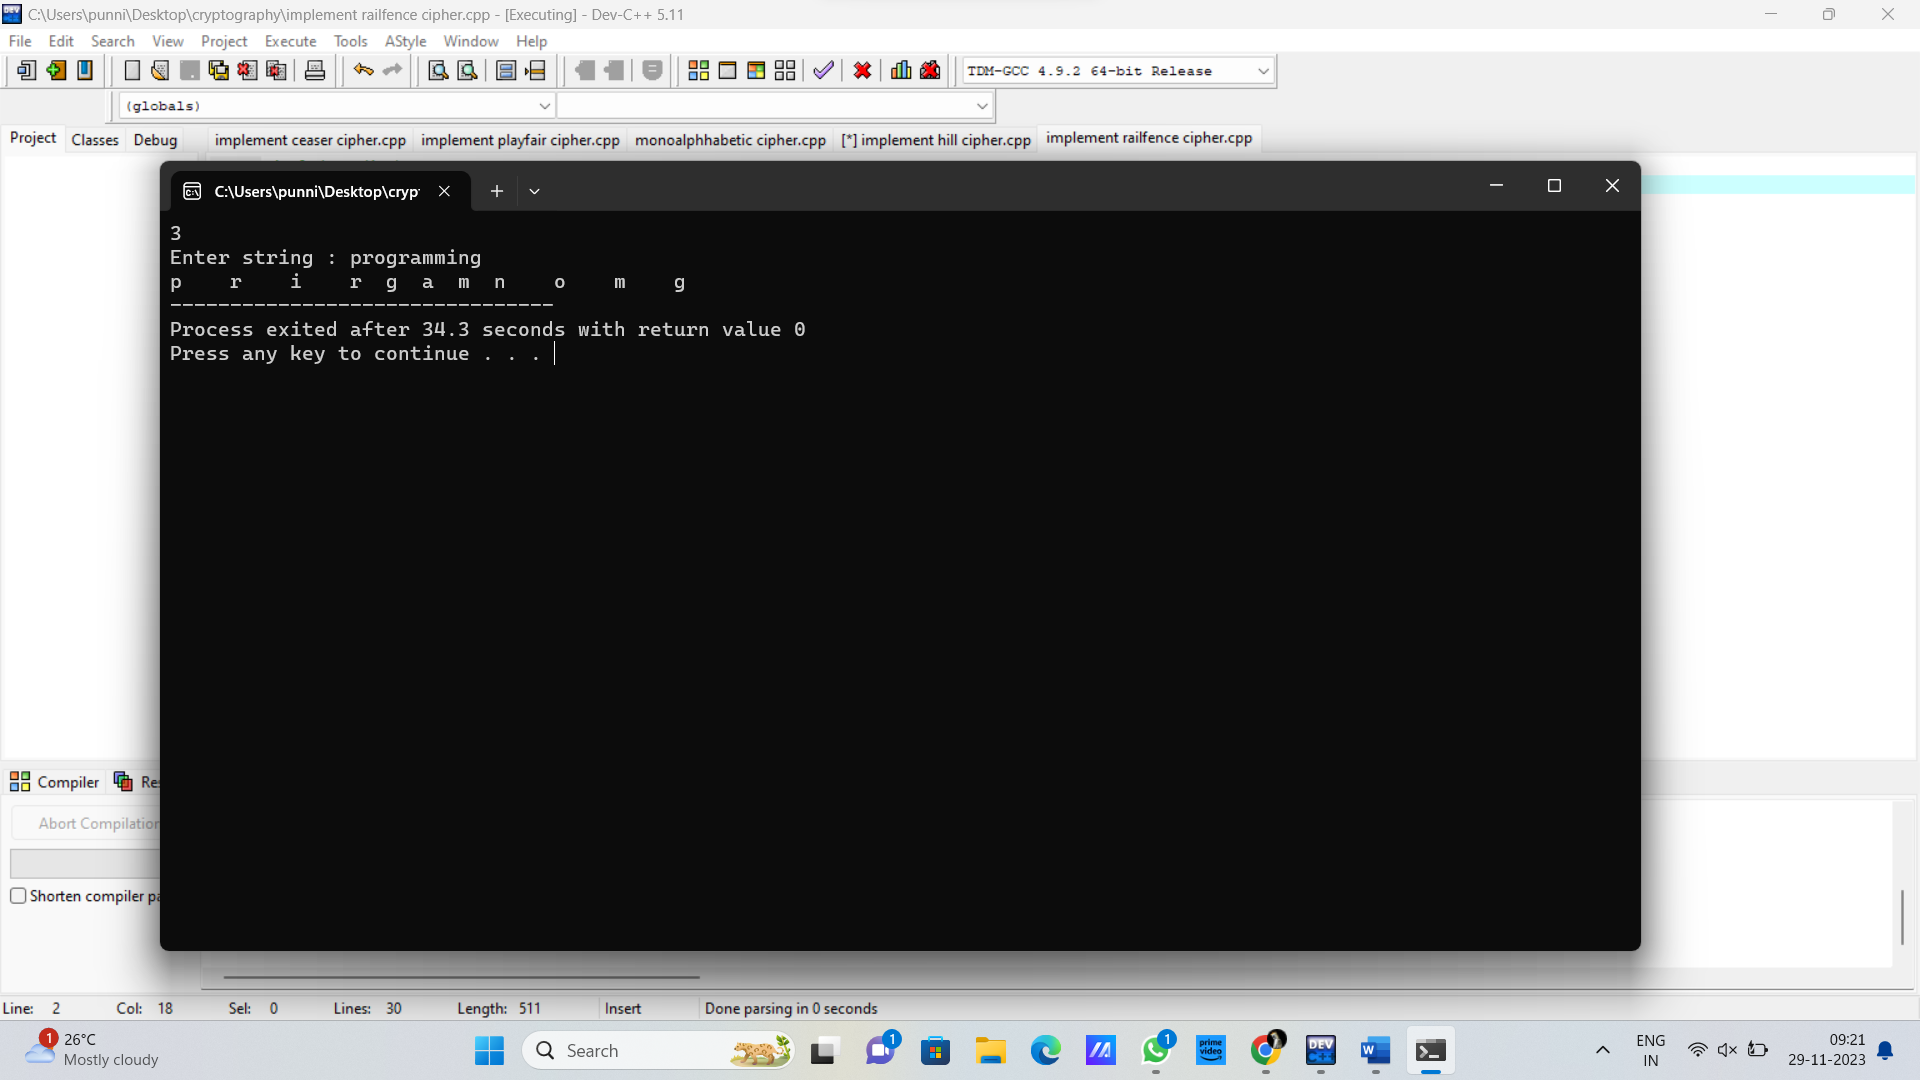 C:\Users\punni\Desktop\cryptography\implement railfence cipher.cpp - [Executing] - Dev-C++ 5.11
File Edit Search View Project Execute Tools AStyle Window Help
TDM-GCC 4.9.2 64-bit Release
(globals)
Project Classes Debug implement ceaser cipher.cpp implement playfair cipher.cpp monoalphhabetic cipher.cpp [*] implement hill cipher.cpp implement railfence cipher.cpp
C:\Users\punni\Desktop\cryp
3
Enter string : programming
p    r    i    r  g  a  m  n    o    m    g
--------------------------------
Process exited after 34.3 seconds with return value 0
Press any key to continue . . .
Compiler
Abort Compilation
Shorten compiler pa
Line: 2 Col: 18 Sel: 0 Lines: 30 Length: 511 Insert Done parsing in 0 seconds
1 26°C
Mostly cloudy
Search
1
1
prime video
DEV C++
W
ENG
IN
09:21
29-11-2023